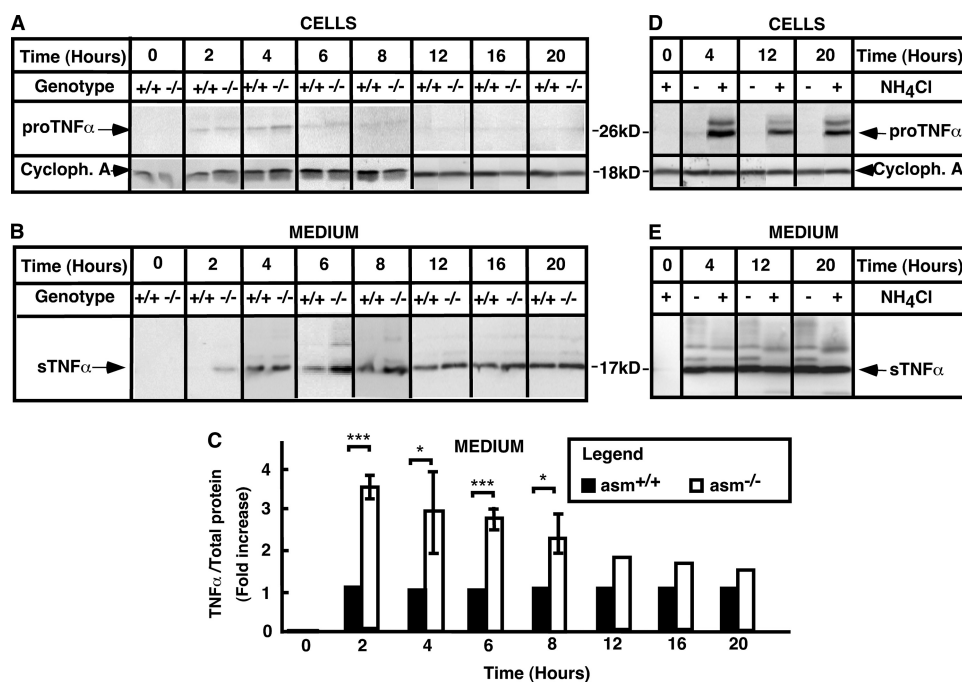 A
CELLS
Time (Hours) 0 2 4 6 8 12 16 20
Genotype +/+ -/- +/+ -/- +/+ -/- +/+ -/- +/+ -/- +/+ -/- +/+ -/- +/+ -/-
proTNFα
-26kD-
Cycloph. A
-18kD-
D
CELLS
0 4 12 20 Time (Hours)
+ - + - + - + NH4Cl
proTNFα
Cycloph. A
B
MEDIUM
Time (Hours) 0 2 4 6 8 12 16 20
Genotype +/+ -/- +/+ -/- +/+ -/- +/+ -/- +/+ -/- +/+ -/- +/+ -/- +/+ -/-
sTNFα
-17kD-
E
MEDIUM
0 4 12 20 Time (Hours)
+ - + - + - + NH4Cl
sTNFα
C
MEDIUM
*** * *** *
Legend
asm+/+ asm-/-
TNFα/Total protein
(Fold increase)
4
3
2
1
0
0 2 4 6 8 12 16 20
Time (Hours)